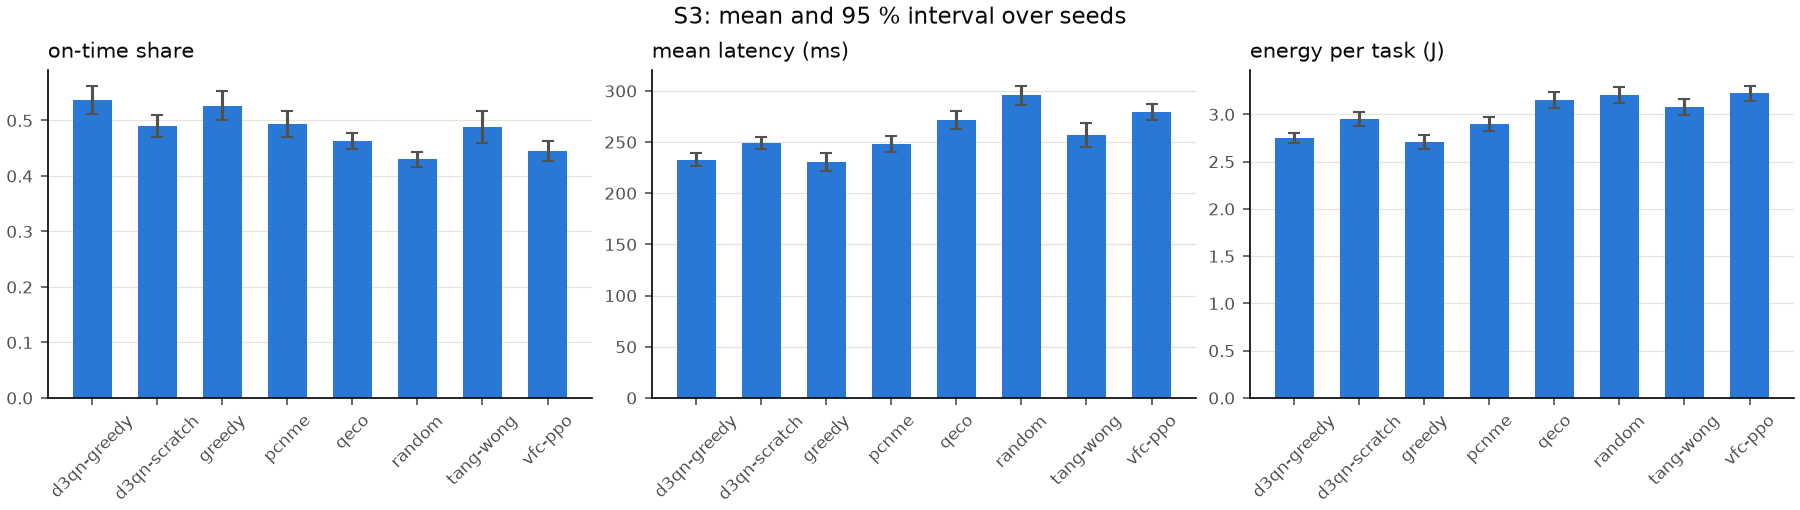 S3: mean and 95 % interval over seeds
on-time share
0.5
0.4
0.3
0.2
0.1
0.0
d3qn-greedy
d3qn-scratch
greedy
pcnme
qeco
random
tang-wong
vfc-ppo
mean latency (ms)
300
250
200
150
100
50
0
d3qn-greedy
d3qn-scratch
greedy
pcnme
qeco
random
tang-wong
vfc-ppo
energy per task (J)
3.0
2.5
2.0
1.5
1.0
0.5
0.0
d3qn-greedy
d3qn-scratch
greedy
pcnme
qeco
random
tang-wong
vfc-ppo